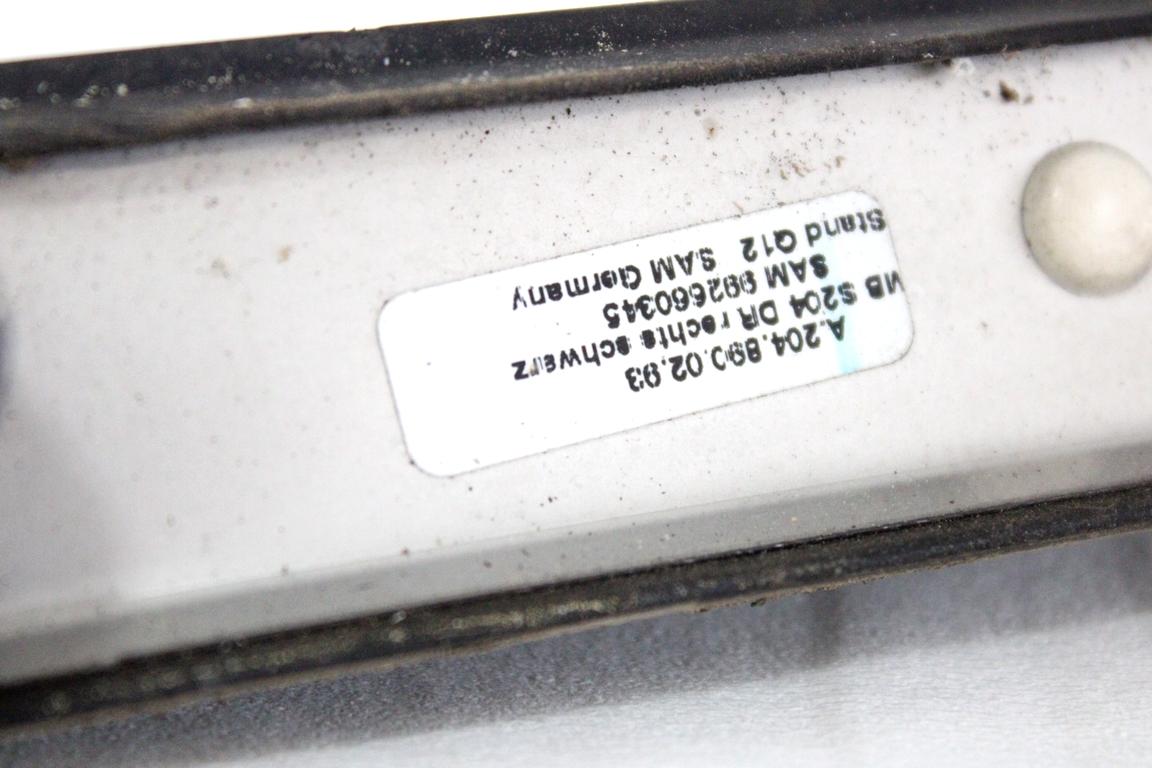 A.204.890.02.93
MB S204 DR rechts schwarz
SAM 992660345
Stand Q12 SAM Germany